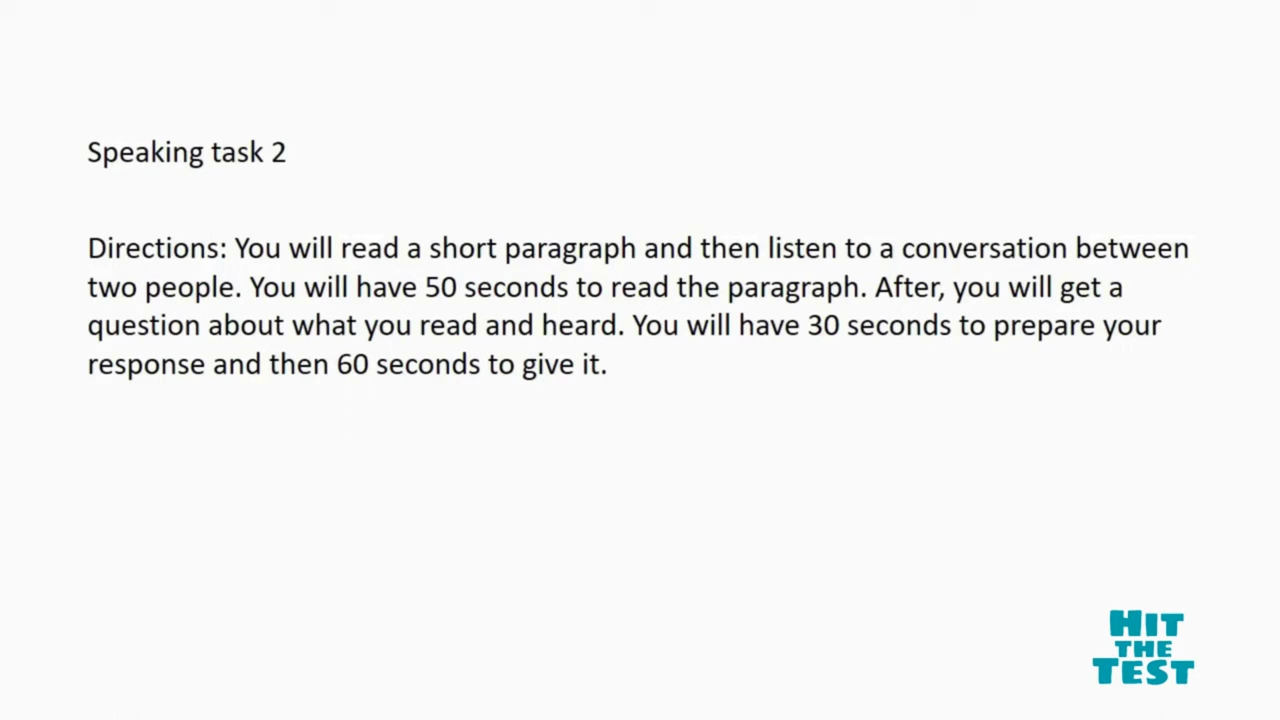 Speaking task 2
Directions: You will read a short paragraph and then listen to a conversation between
two people. You will have 50 seconds to read the paragraph. After, you will get a
question about what you read and heard. You will have 30 seconds to prepare your
response and then 60 seconds to give it.
HIT
THE
TEST